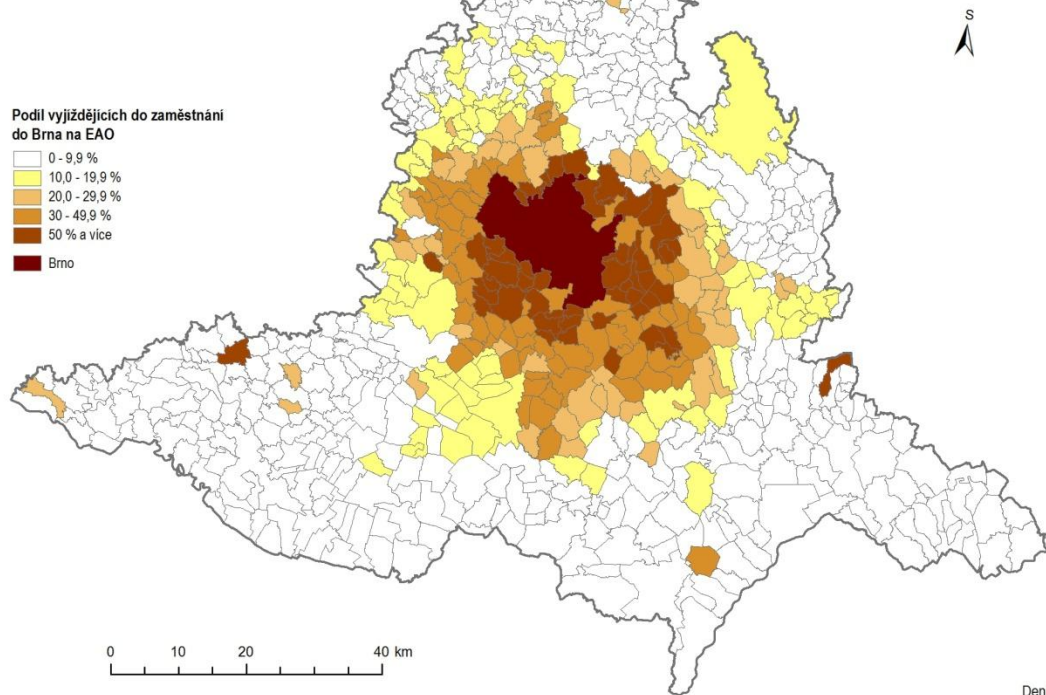 S
Podíl vyjíždějících do zaměstnání
do Brna na EAO
0 - 9,9 %
10,0 - 19,9 %
20,0 - 29,9 %
30 - 49,9 %
50 % a více
Brno
0 10 20 40 km
Den